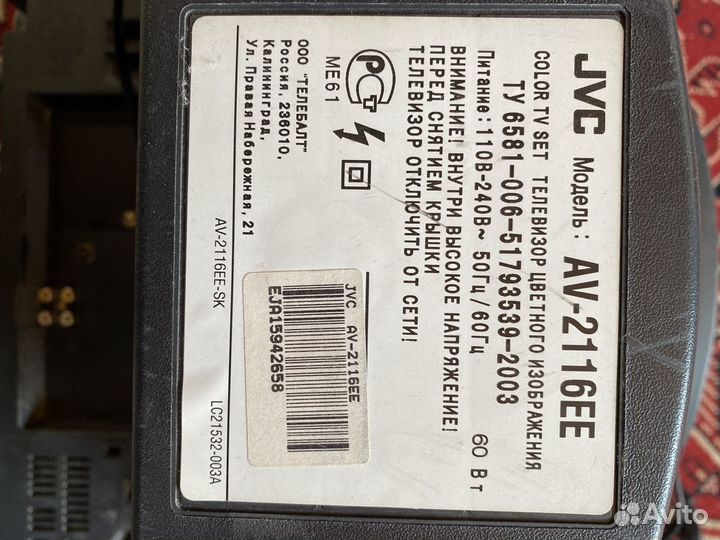 JVC Модель: AV-2116EE
COLOR TV SET ТЕЛЕВИЗОР ЦВЕТНОГО ИЗОБРАЖЕНИЯ
ТУ 6581-006-51793539-2003
Питание: 110В-240В~ 50Гц/60Гц 60 Вт
ВНИМАНИЕ! ВНУТРИ ВЫСОКОЕ НАПРЯЖЕНИЕ!
ПЕРЕД СНЯТИЕМ КРЫШКИ
ТЕЛЕВИЗОР ОТКЛЮЧИТЬ ОТ СЕТИ!
JVC AV-2116EE
EJA15942658
РСТ
ME61
ООО "ТЕЛЕБАЛТ"
Россия, 236010,
Калининград,
Ул. Правая Набережная, 21
AV-2116EE-SK
LC21532-003A
Avito